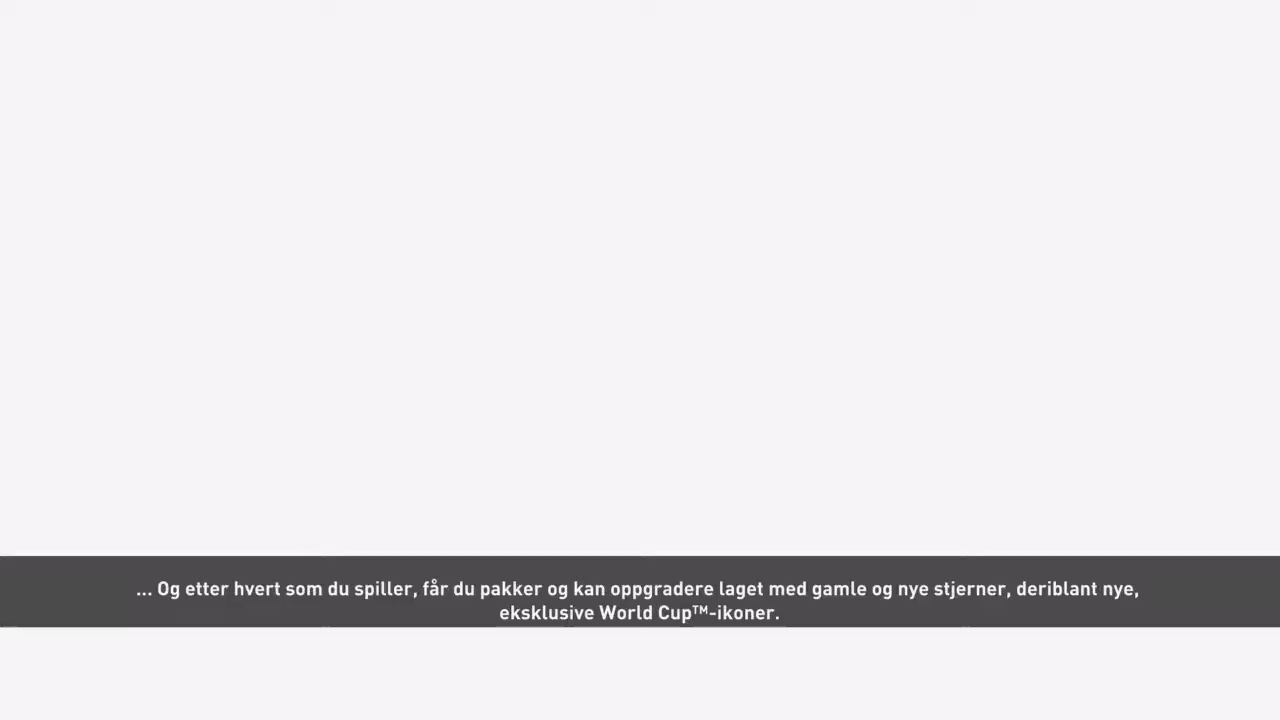 ... Og etter hvert som du spiller, får du pakker og kan oppgradere laget med gamle og nye stjerner, deriblant nye,
eksklusive World Cup™-ikoner.